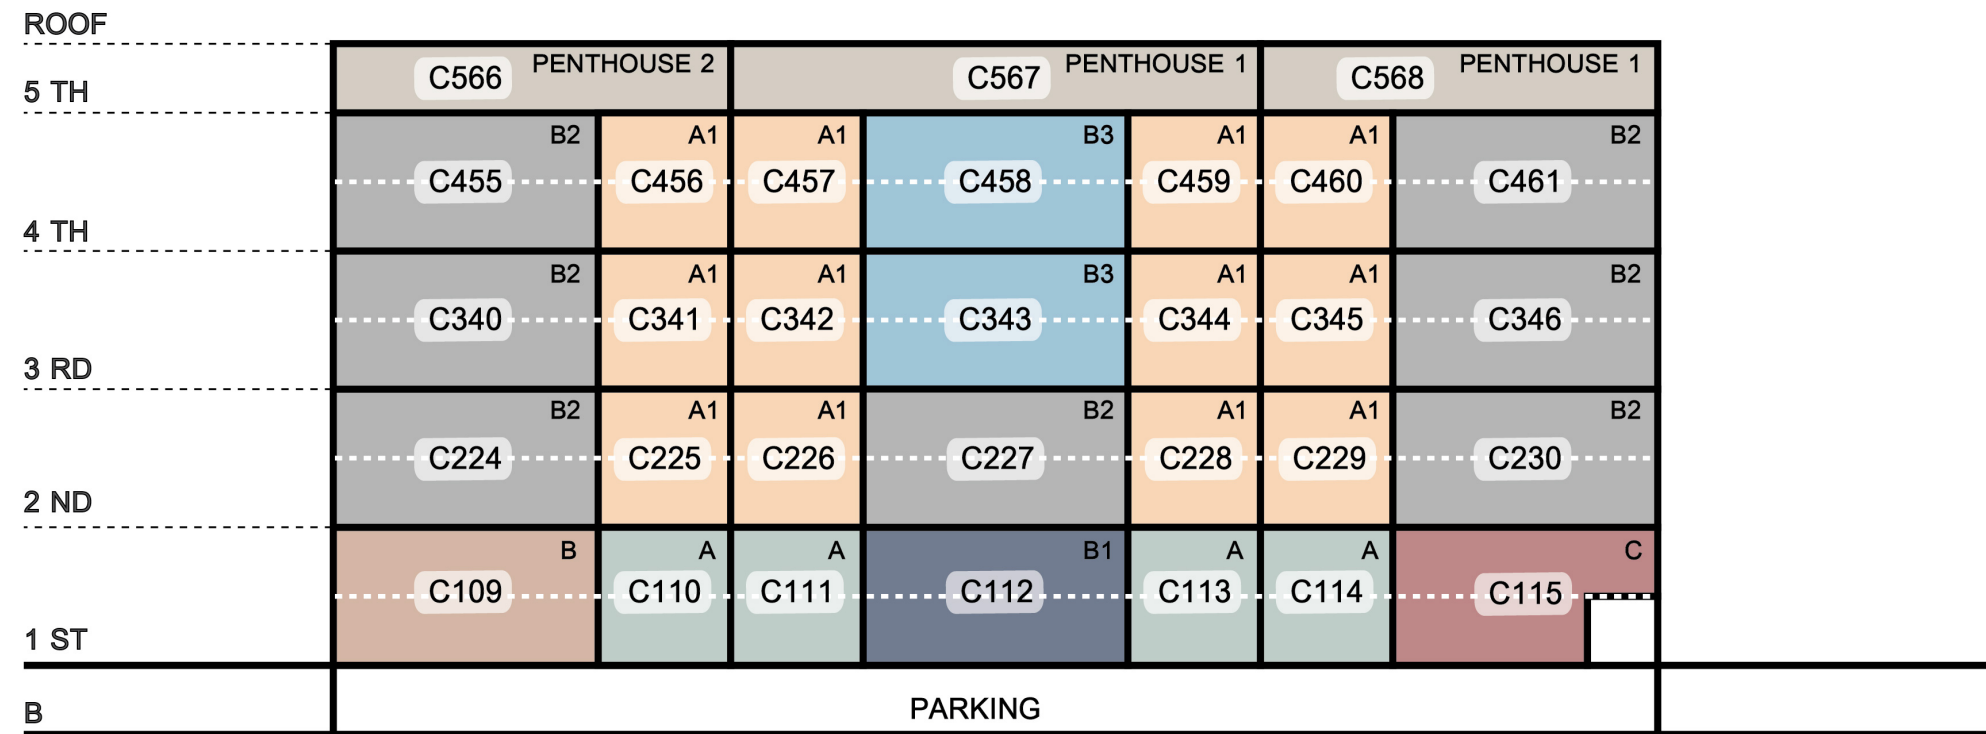 ROOF
5 TH
C566 PENTHOUSE 2 C567 PENTHOUSE 1 C568 PENTHOUSE 1
B2 A1 A1 B3 A1 A1 B2
C455 C456 C457 C458 C459 C460 C461
4 TH
B2 A1 A1 B3 A1 A1 B2
C340 C341 C342 C343 C344 C345 C346
3 RD
B2 A1 A1 B2 A1 A1 B2
C224 C225 C226 C227 C228 C229 C230
2 ND
B A A B1 A A C
C109 C110 C111 C112 C113 C114 C115
1 ST
B PARKING